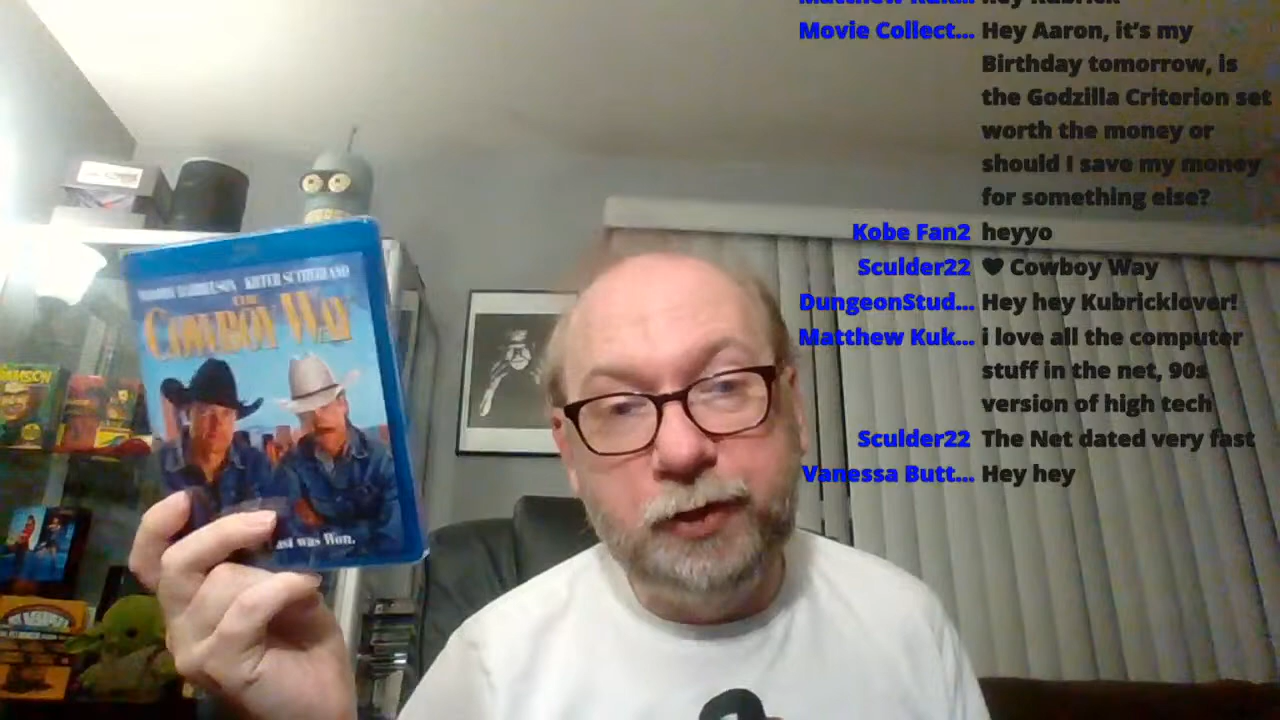 Movie Collect... Hey Aaron, it’s my
Birthday tomorrow, is
the Godzilla Criterion set
worth the money or
should I save my money
for something else?
Kobe Fan2 heyyo
Sculder22 🖤 Cowboy Way
DungeonStud... Hey hey Kubricklover!
Matthew Kuk... i love all the computer
stuff in the net, 90s
version of high tech
Sculder22 The Net dated very fast
Vanessa Butt... Hey hey
KIEFER SUTHERLAND
THE
COWBOY WAY
was Won.